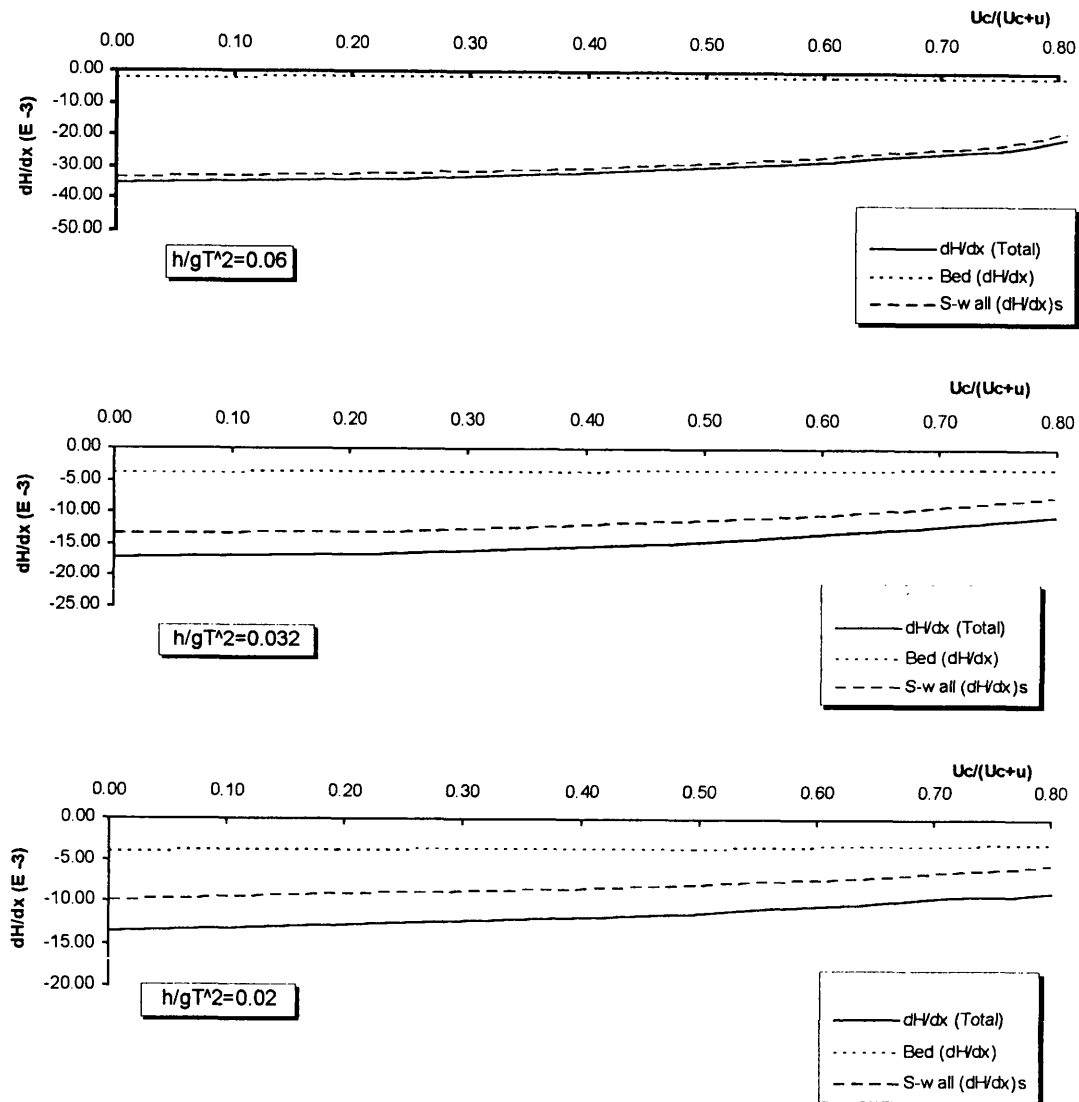 Uc/(Uc+u)
0.00 0.10 0.20 0.30 0.40 0.50 0.60 0.70 0.80
0.00
-10.00
-20.00
-30.00
-40.00
-50.00
dH/dx (E -3)
h/gT^2=0.06
dH/dx (Total)
Bed (dH/dx)
S-wall (dH/dx)s
Uc/(Uc+u)
0.00 0.10 0.20 0.30 0.40 0.50 0.60 0.70 0.80
0.00
-5.00
-10.00
-15.00
-20.00
-25.00
dH/dx (E -3)
h/gT^2=0.032
dH/dx (Total)
Bed (dH/dx)
S-wall (dH/dx)s
Uc/(Uc+u)
0.00 0.10 0.20 0.30 0.40 0.50 0.60 0.70 0.80
0.00
-5.00
-10.00
-15.00
-20.00
dH/dx (E -3)
h/gT^2=0.02
dH/dx (Total)
Bed (dH/dx)
S-wall (dH/dx)s